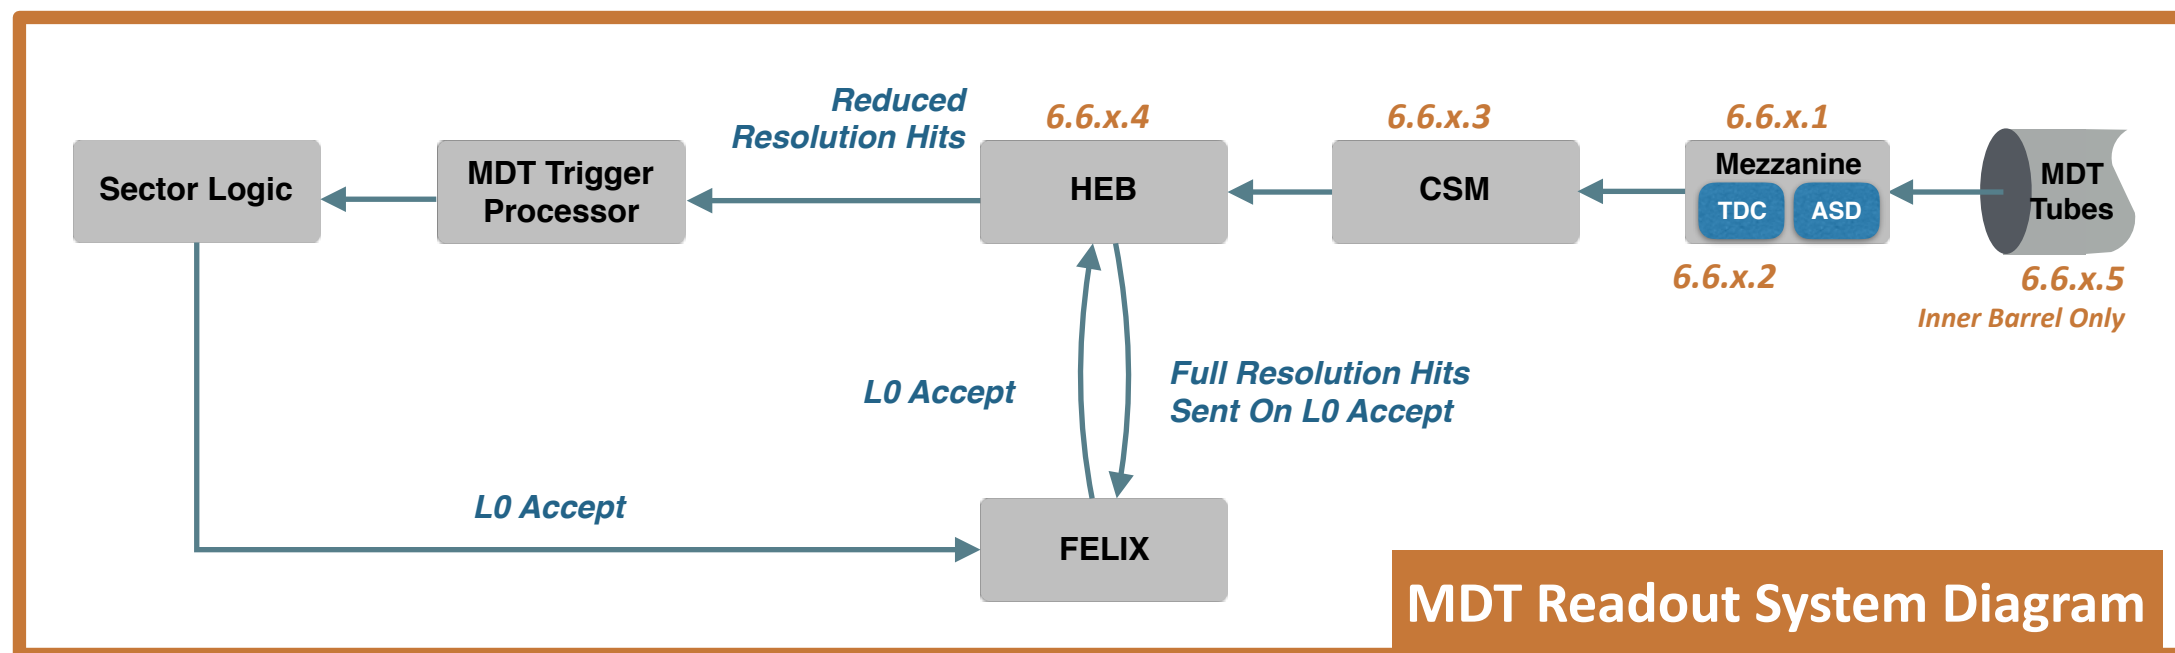 Reduced
Resolution Hits
6.6.x.4
6.6.x.3
6.6.x.1
Sector Logic
MDT Trigger
Processor
HEB
CSM
Mezzanine
TDC
ASD
MDT
Tubes
6.6.x.2
6.6.x.5
Inner Barrel Only
L0 Accept
Full Resolution Hits
Sent On L0 Accept
L0 Accept
FELIX
MDT Readout System Diagram